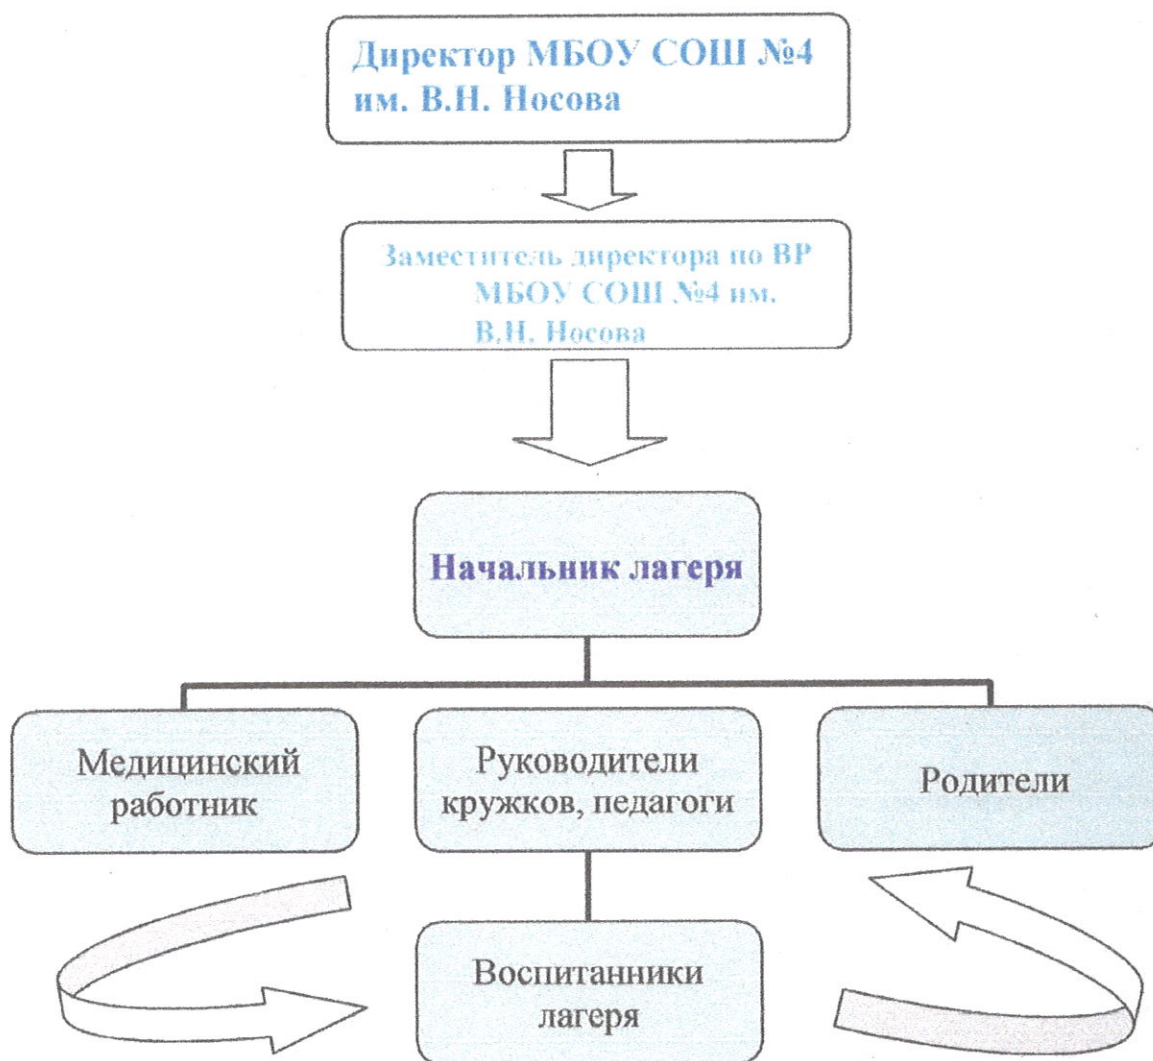 Директор МБОУ СОШ №4
им. В.Н. Носова
Заместитель директора по ВР
МБОУ СОШ №4 им.
В.Н. Носова
Начальник лагеря
Медицинский
работник
Руководители
кружков, педагоги
Родители
Воспитанники
лагеря